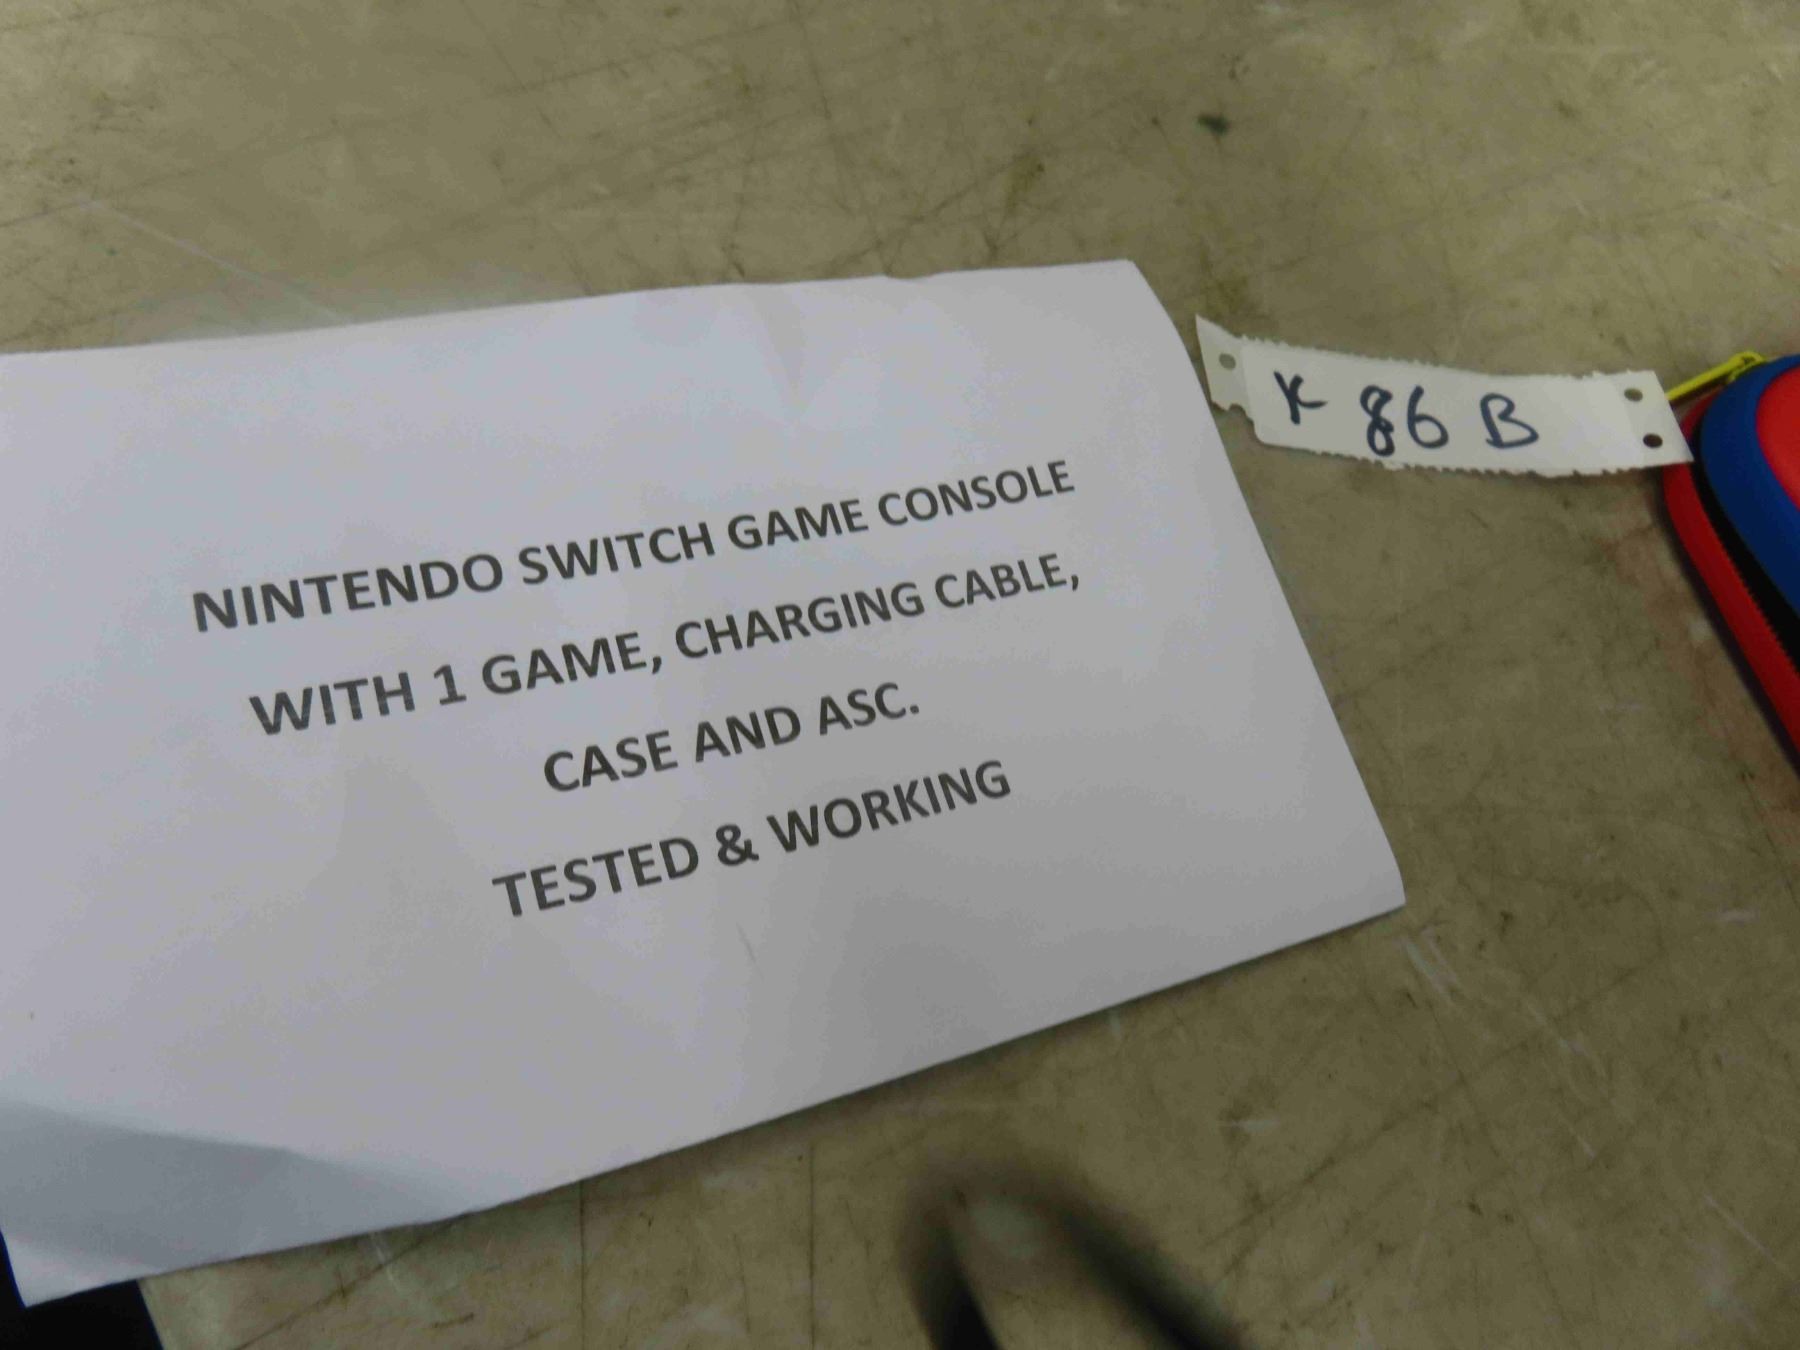 NINTENDO SWITCH GAME CONSOLE
WITH 1 GAME, CHARGING CABLE,
CASE AND ASC.
TESTED & WORKING
K 86 B